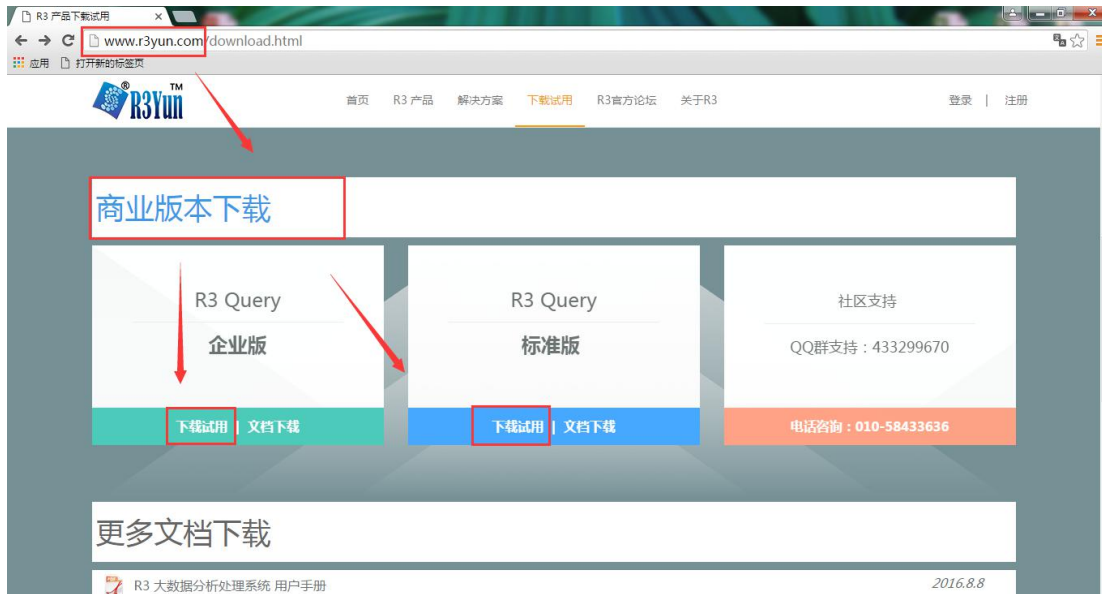 R3 产品下载试用
www.r3yun.com/download.html
应用 打开新的标签页
R3Yun ® TM 首页 R3 产品 解决方案 下载试用 R3官方论坛 关于R3 登录 | 注册
商业版本下载
R3 Query
企业版
下载试用 | 文档下载
R3 Query
标准版
下载试用 | 文档下载
社区支持
QQ群支持：433299670
电话咨询：010-58433636
更多文档下载
R3 大数据分析处理系统 用户手册 2016.8.8